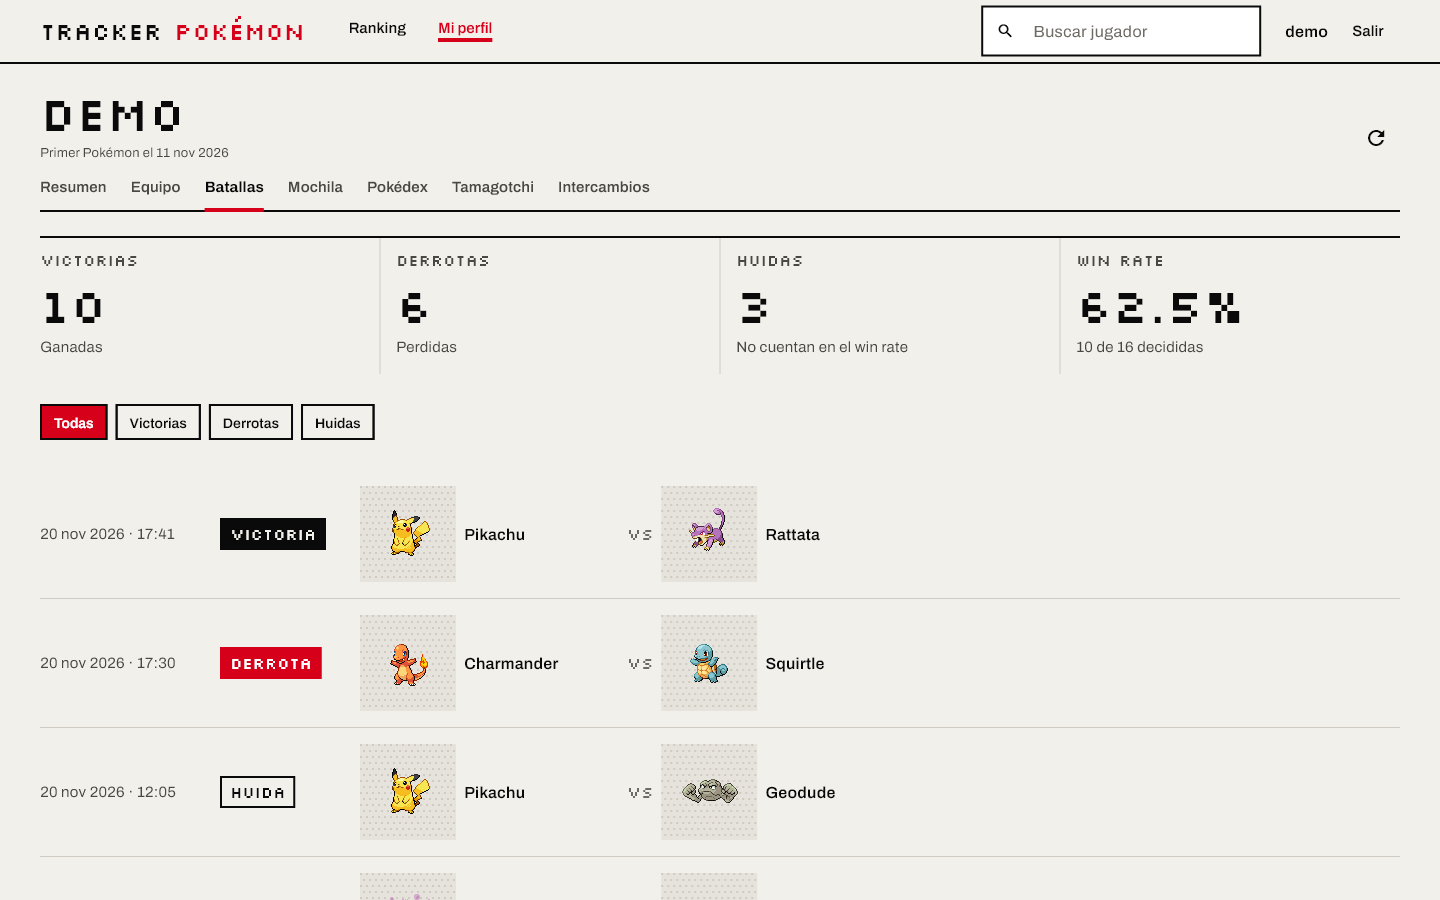 TRACKER POKÉMON Ranking Mi perfil Buscar jugador demo Salir
DEMO
Primer Pokémon el 11 nov 2026
Resumen Equipo Batallas Mochila Pokédex Tamagotchi Intercambios
VICTORIAS DERROTAS HUIDAS WIN RATE
10 6 3 62.5%
Ganadas Perdidas No cuentan en el win rate 10 de 16 decididas
Todas Victorias Derrotas Huidas
20 nov 2026 · 17:41 VICTORIA Pikachu VS Rattata
20 nov 2026 · 17:30 DERROTA Charmander VS Squirtle
20 nov 2026 · 12:05 HUIDA Pikachu VS Geodude